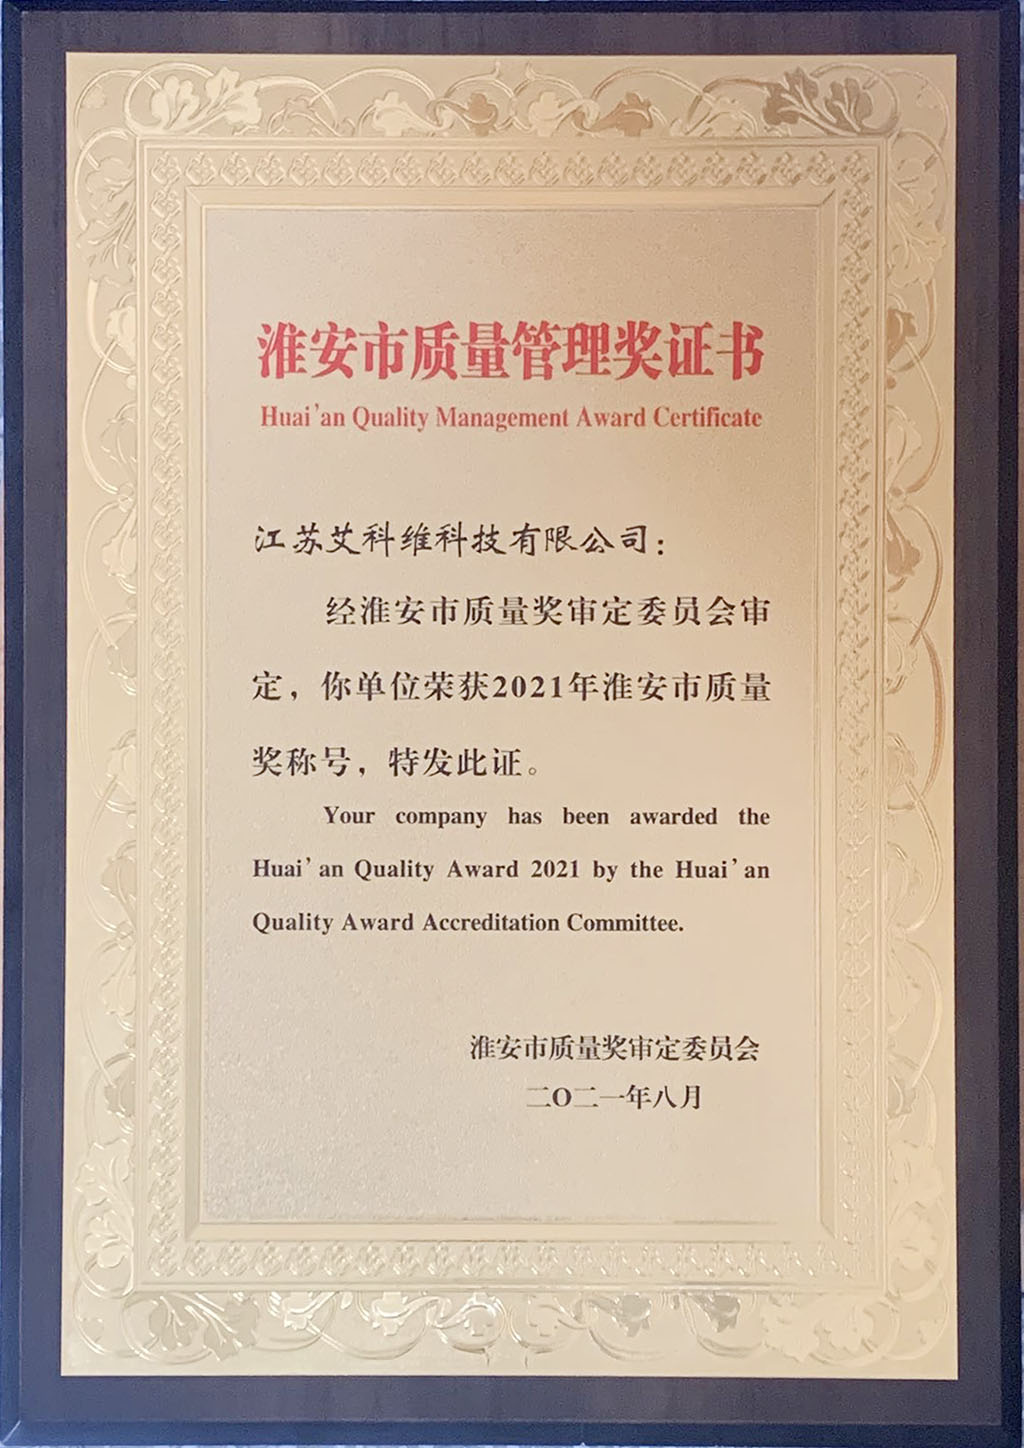 淮安市质量管理奖证书
Huai'an Quality Management Award Certificate
江苏艾科维科技有限公司：
经淮安市质量奖审定委员会审
定，你单位荣获2021年淮安市质量
奖称号，特发此证。
Your company has been awarded the
Huai'an Quality Award 2021 by the Huai'an
Quality Award Accreditation Committee.
淮安市质量奖审定委员会
二O二一年八月